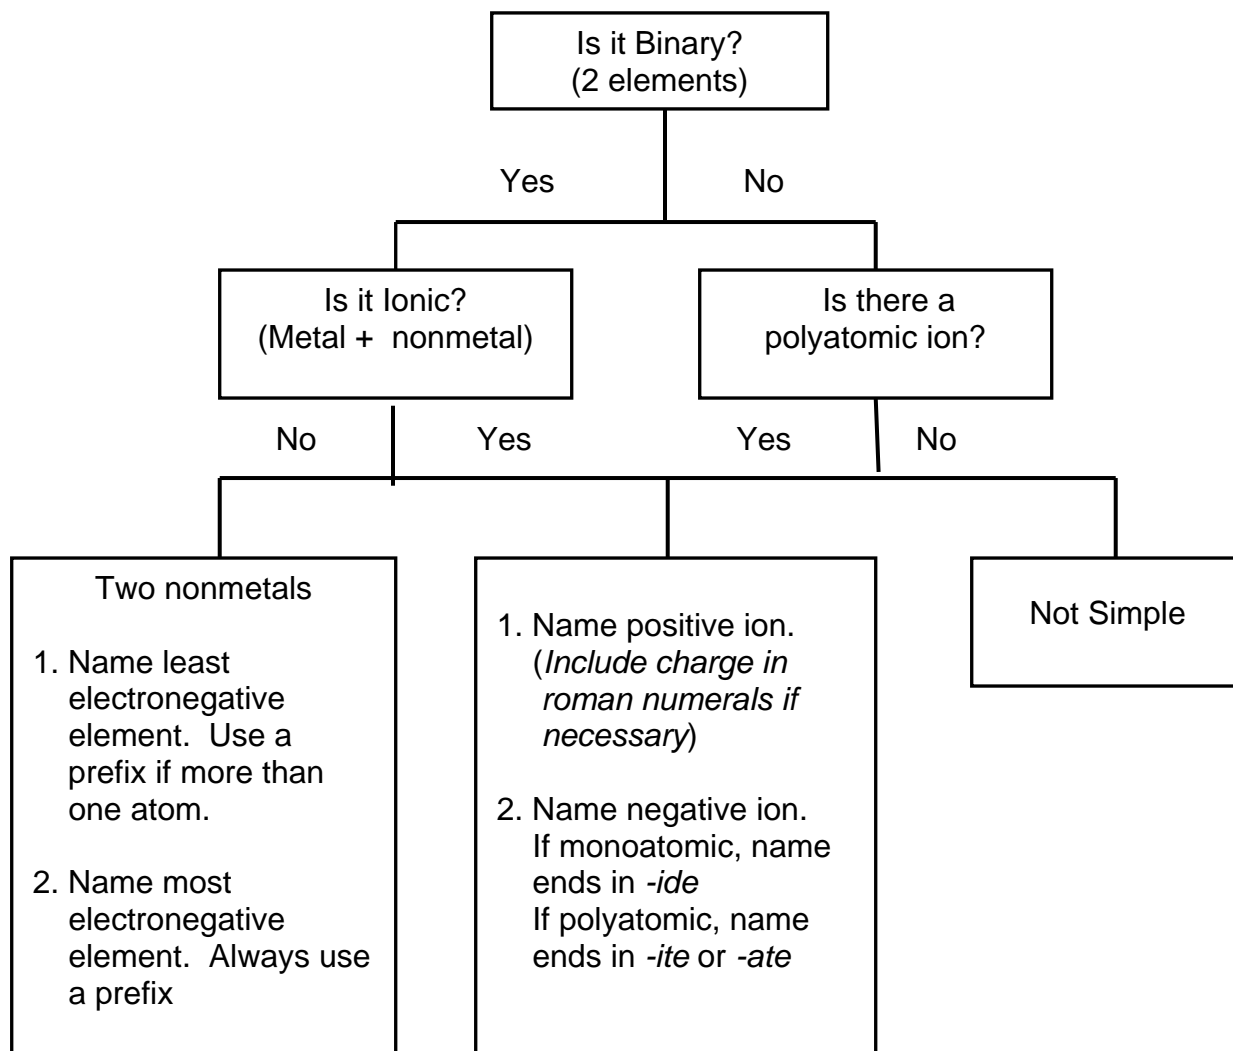 Is it Binary?
(2 elements)
Yes
No
Is it Ionic?
(Metal +  nonmetal)
Is there a
polyatomic ion?
No
Yes
Yes
No
Two nonmetals
1. Name least
electronegative
element.  Use a
prefix if more than
one atom.
2. Name most
electronegative
element.  Always use
a prefix
1. Name positive ion.
(Include charge in
roman numerals if
necessary)
2. Name negative ion.
If monoatomic, name
ends in -ide
If polyatomic, name
ends in -ite or -ate
Not Simple